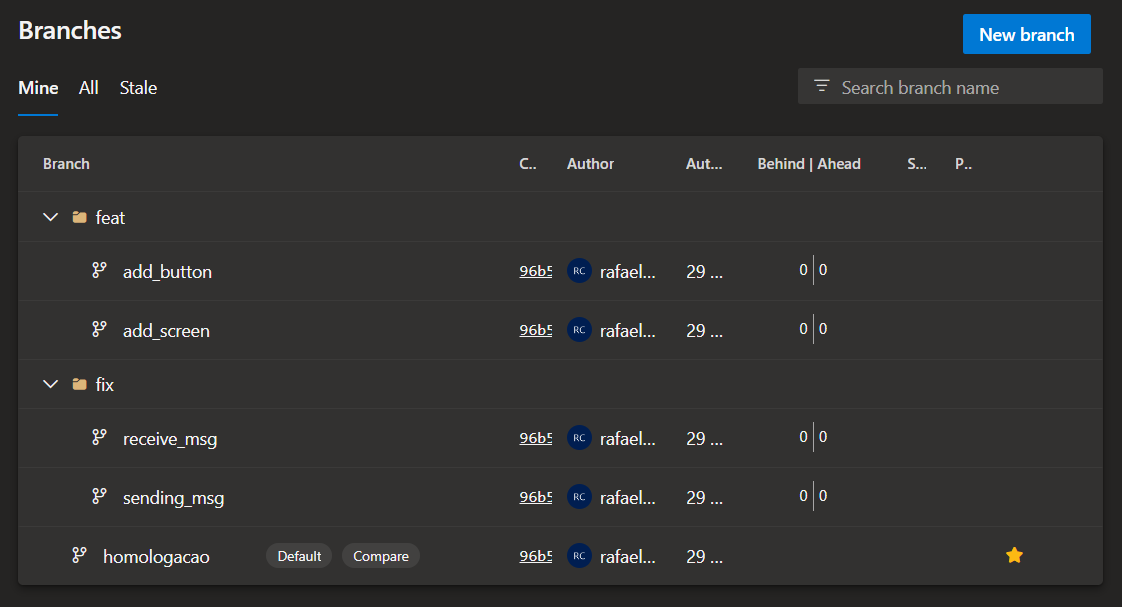 Branches
New branch
Mine All Stale
Search branch name
Branch C.. Author Aut... Behind | Ahead S... P..
feat
add_button 96b5 RC rafael... 29 ... 0 0
add_screen 96b5 RC rafael... 29 ... 0 0
fix
receive_msg 96b5 RC rafael... 29 ... 0 0
sending_msg 96b5 RC rafael... 29 ... 0 0
homologacao Default Compare 96b5 RC rafael... 29 ...